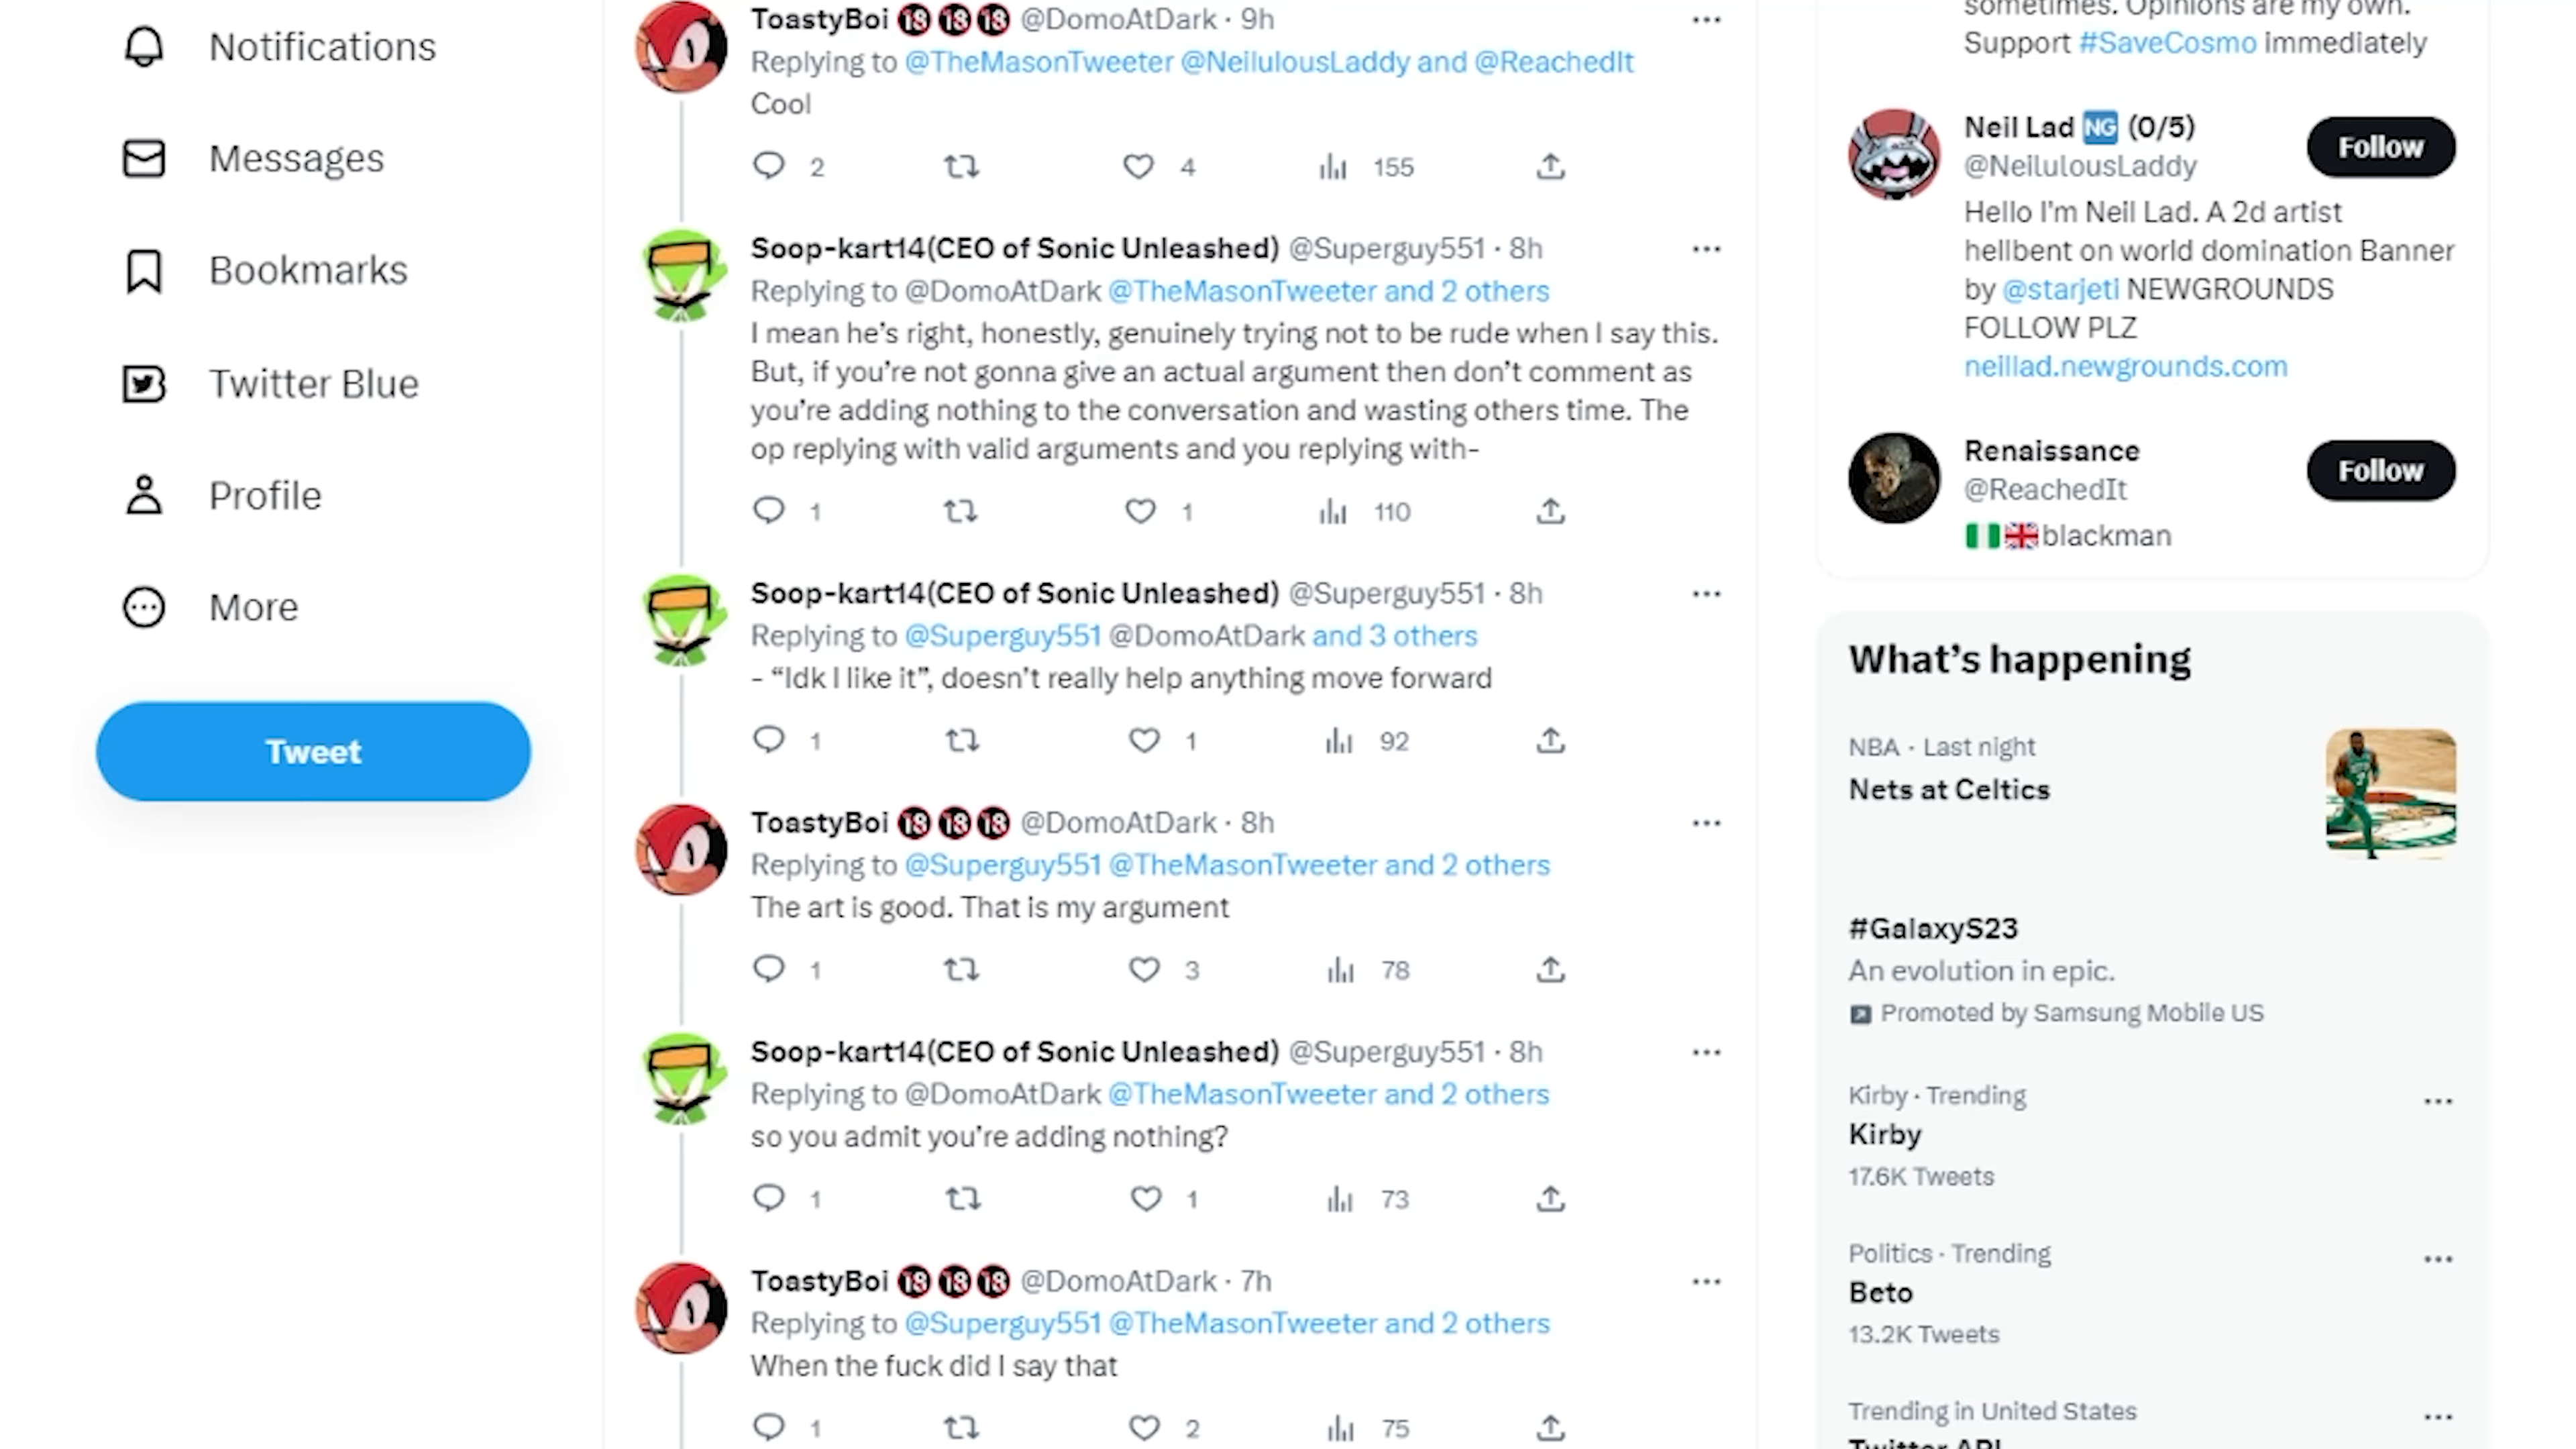 Notifications
Messages
Bookmarks
Twitter Blue
Profile
More
Tweet
ToastyBoi 🔞🔞🔞 @DomoAtDark · 9h
Replying to @TheMasonTweeter @NeilulousLaddy and @ReachedIt
Cool
2 4 155
Soop-kart14(CEO of Sonic Unleashed) @Superguy551 · 8h
Replying to @DomoAtDark @TheMasonTweeter and 2 others
I mean he's right, honestly, genuinely trying not to be rude when I say this.
But, if you're not gonna give an actual argument then don't comment as
you're adding nothing to the conversation and wasting others time. The
op replying with valid arguments and you replying with-
1 1 110
Soop-kart14(CEO of Sonic Unleashed) @Superguy551 · 8h
Replying to @Superguy551 @DomoAtDark and 3 others
- “Idk I like it”, doesn't really help anything move forward
1 1 92
ToastyBoi 🔞🔞🔞 @DomoAtDark · 8h
Replying to @Superguy551 @TheMasonTweeter and 2 others
The art is good. That is my argument
1 3 78
Soop-kart14(CEO of Sonic Unleashed) @Superguy551 · 8h
Replying to @DomoAtDark @TheMasonTweeter and 2 others
so you admit you're adding nothing?
1 1 73
ToastyBoi 🔞🔞🔞 @DomoAtDark · 7h
Replying to @Superguy551 @TheMasonTweeter and 2 others
When the fuck did I say that
1 2 75
sometimes. Opinions are my own.
Support #SaveCosmo immediately
Neil Lad NG (0/5)
Follow
@NeilulousLaddy
Hello I'm Neil Lad. A 2d artist
hellbent on world domination Banner
by @starjeti NEWGROUNDS
FOLLOW PLZ
neillad.newgrounds.com
Renaissance
Follow
@ReachedIt
🇳🇬🇬🇧blackman
What's happening
NBA · Last night
Nets at Celtics
#GalaxyS23
An evolution in epic.
Promoted by Samsung Mobile US
Kirby · Trending
Kirby
17.6K Tweets
Politics · Trending
Beto
13.2K Tweets
Trending in United States
Twitter API